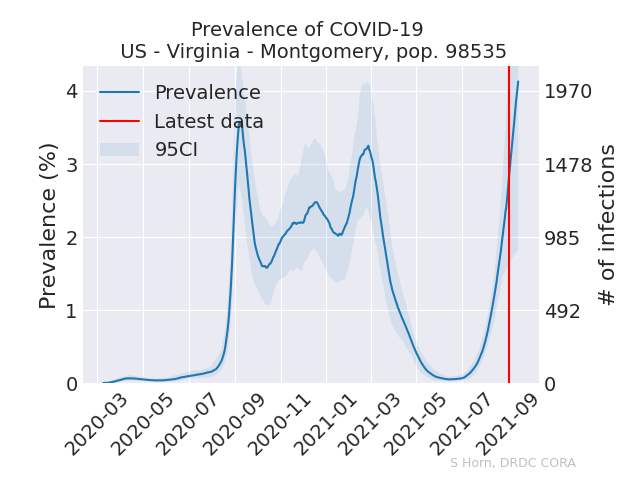 Prevalence of COVID-19
US - Virginia - Montgomery, pop. 98535
Prevalence
Latest data
95CI
Prevalence (%)
4
3
2
1
0
1970
1478
985
492
0
# of infections
2020-03
2020-05
2020-07
2020-09
2020-11
2021-01
2021-03
2021-05
2021-07
2021-09
S Horn, DRDC CORA